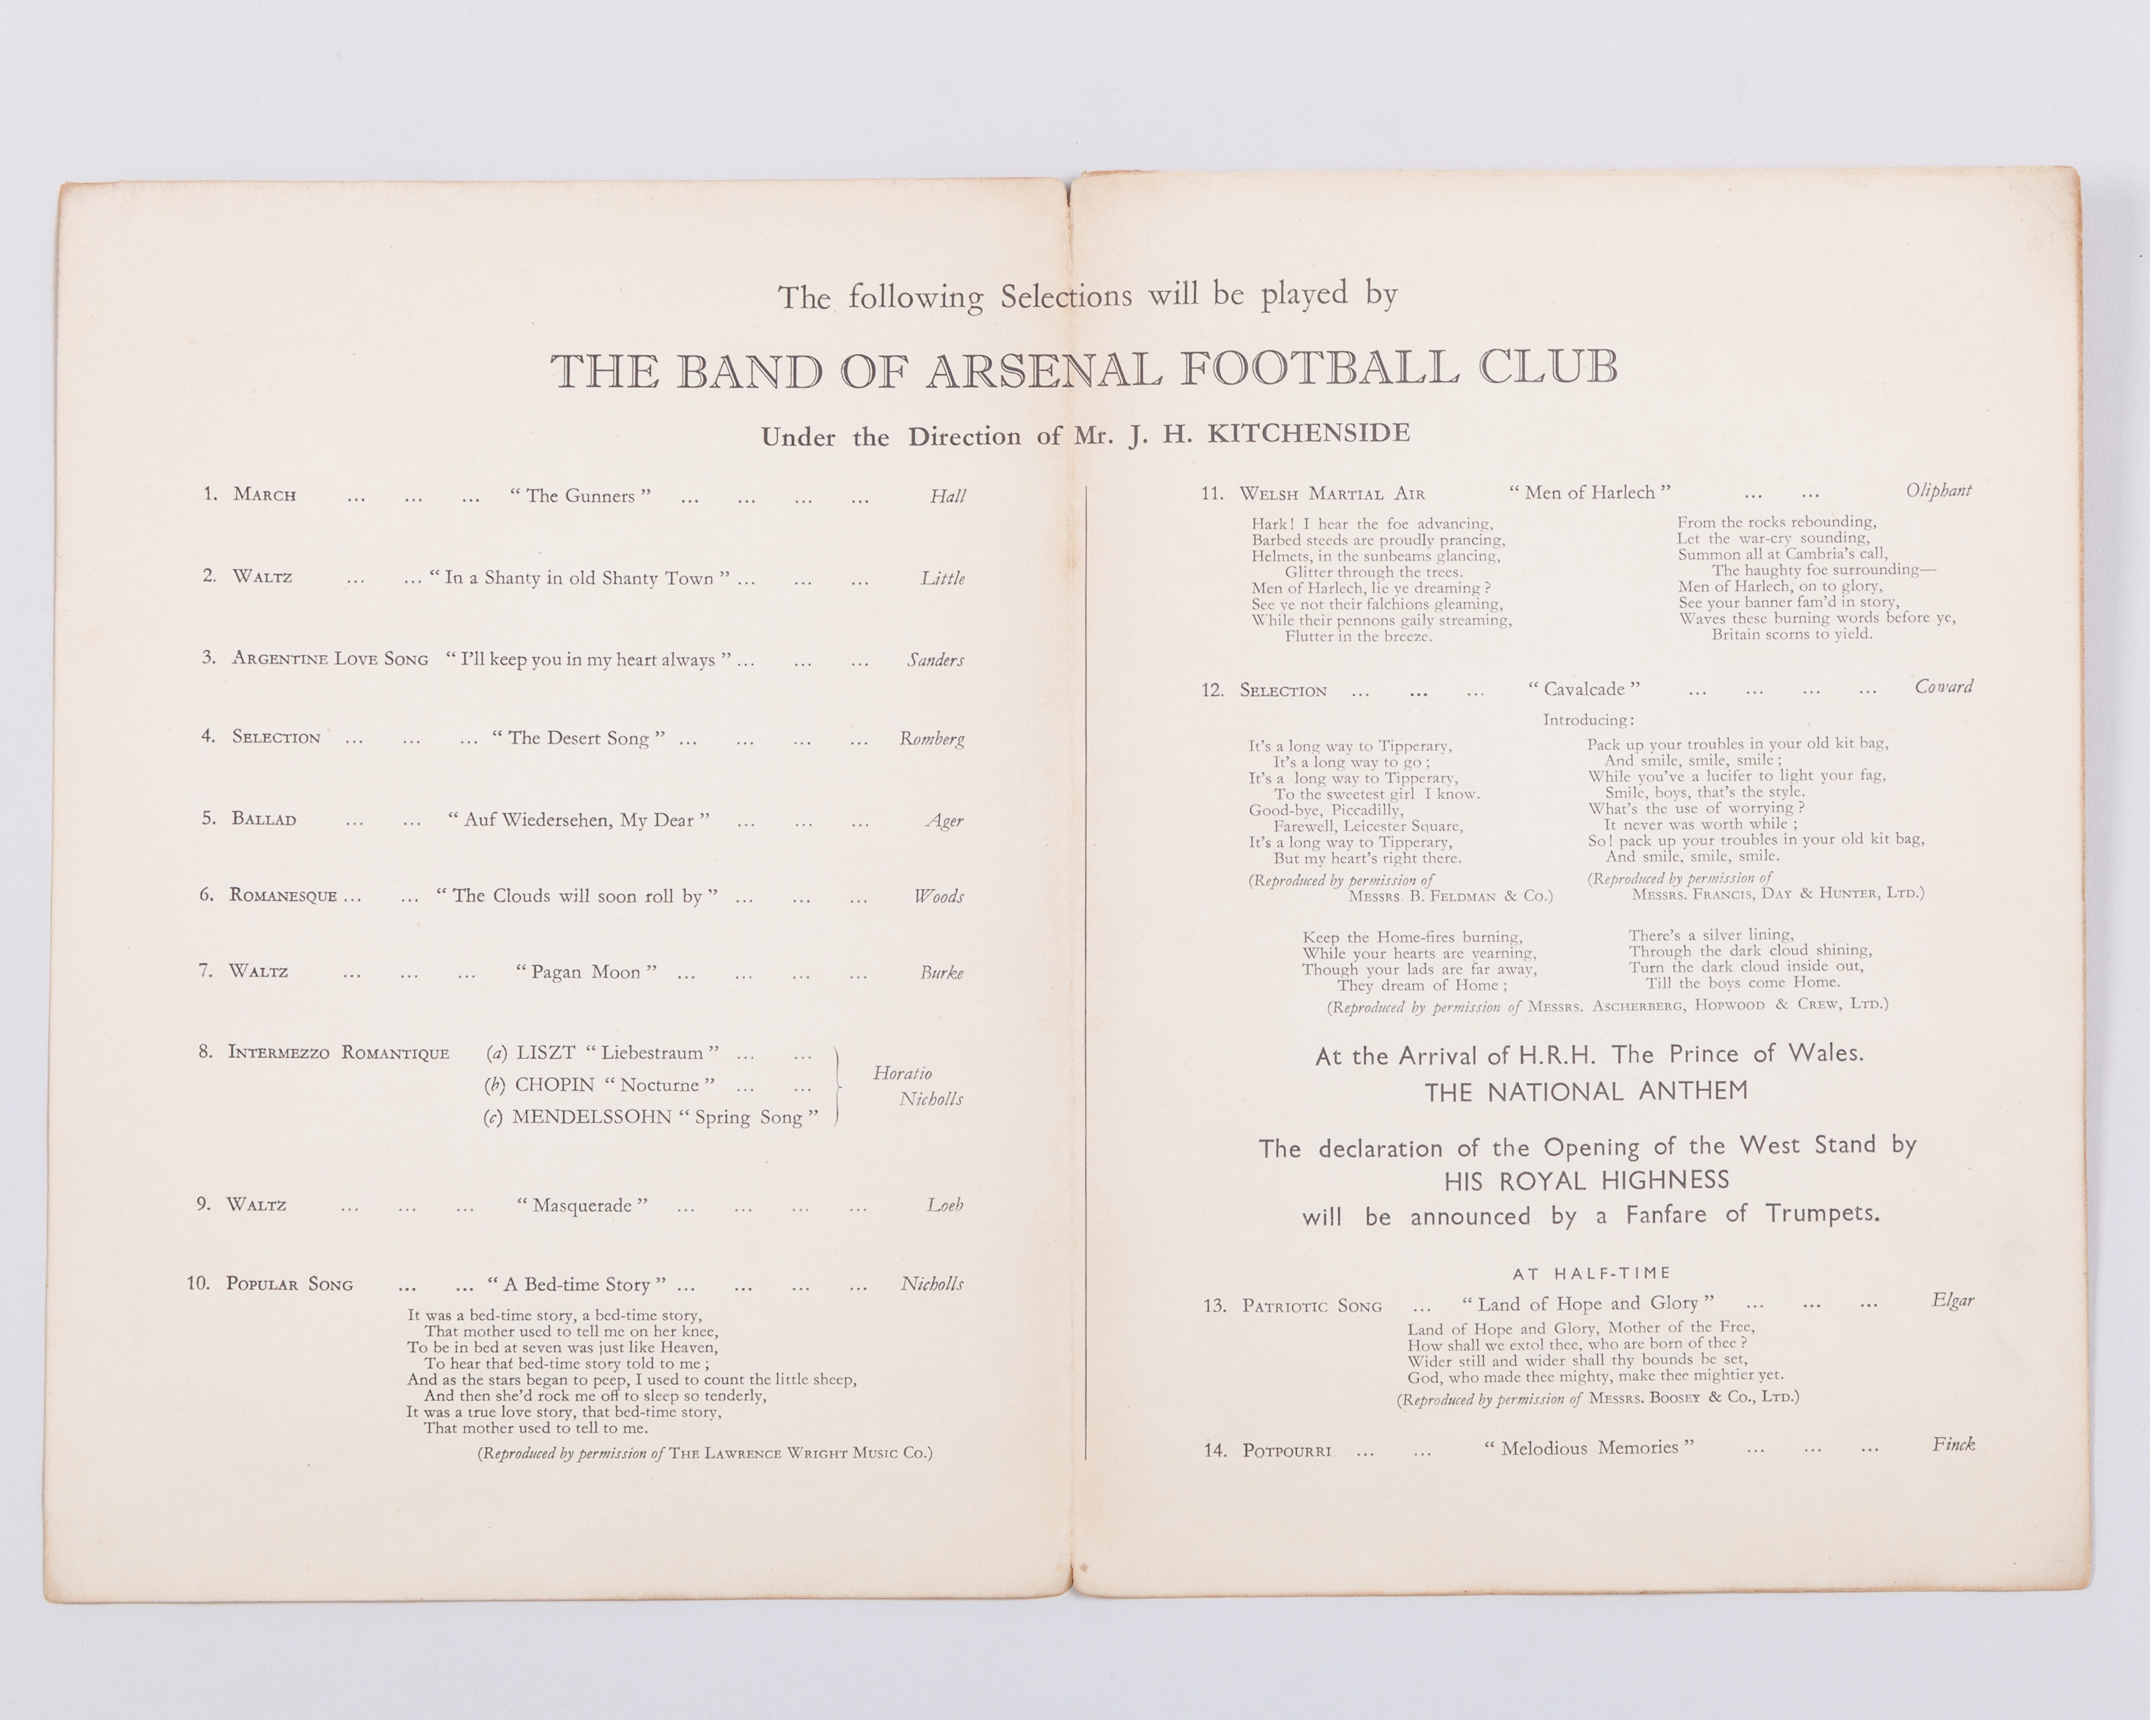 The following Selections will be played by
THE BAND OF ARSENAL FOOTBALL CLUB
Under the Direction of Mr. J. H. KITCHENSIDE
1. MARCH ... ... ... “ The Gunners ” ... ... ... ... Hall
2. WALTZ ... ... “ In a Shanty in old Shanty Town ” ... ... ... Little
3. ARGENTINE LOVE SONG “ I’ll keep you in my heart always ” ... ... ... Sanders
4. SELECTION ... ... ... “ The Desert Song ” ... ... ... ... Romberg
5. BALLAD ... ... “ Auf Wiedersehen, My Dear ” ... ... ... Ager
6. ROMANESQUE ... ... “ The Clouds will soon roll by ” ... ... ... Woods
7. WALTZ ... ... ... “ Pagan Moon ” ... ... ... ... Burke
8. INTERMEZZO ROMANTIQUE (a) LISZT “ Liebestraum ” ... ...
(b) CHOPIN “ Nocturne ” ... ...
(c) MENDELSSOHN “ Spring Song ”
Horatio
Nicholls
9. WALTZ ... ... ... “ Masquerade ” ... ... ... ... Loeb
10. POPULAR SONG ... ... “ A Bed-time Story ” ... ... ... ... Nicholls
It was a bed-time story, a bed-time story,
That mother used to tell me on her knee,
To be in bed at seven was just like Heaven,
To hear that bed-time story told to me ;
And as the stars began to peep, I used to count the little sheep,
And then she’d rock me off to sleep so tenderly,
It was a true love story, that bed-time story,
That mother used to tell to me.
(Reproduced by permission of THE LAWRENCE WRIGHT MUSIC CO.)
11. WELSH MARTIAL AIR “ Men of Harlech ” ... ... Oliphant
Hark! I hear the foe advancing,
Barbed steeds are proudly prancing,
Helmets, in the sunbeams glancing,
Glitter through the trees.
Men of Harlech, lie ye dreaming ?
See ye not their falchions gleaming,
While their pennons gaily streaming,
Flutter in the breeze.
From the rocks rebounding,
Let the war-cry sounding,
Summon all at Cambria’s call,
The haughty foe surrounding—
Men of Harlech, on to glory,
See your banner fam’d in story,
Waves these burning words before ye,
Britain scorns to yield.
12. SELECTION ... ... ... “ Cavalcade ” ... ... ... ... Coward
Introducing:
It’s a long way to Tipperary,
It’s a long way to go ;
It’s a long way to Tipperary,
To the sweetest girl I know.
Good-bye, Piccadilly,
Farewell, Leicester Square,
It’s a long way to Tipperary,
But my heart’s right there.
(Reproduced by permission of
MESSRS. B. FELDMAN & CO.)
Pack up your troubles in your old kit bag,
And smile, smile, smile ;
While you’ve a lucifer to light your fag,
Smile, boys, that’s the style.
What’s the use of worrying ?
It never was worth while ;
So! pack up your troubles in your old kit bag,
And smile, smile, smile.
(Reproduced by permission of
MESSRS. FRANCIS, DAY & HUNTER, LTD.)
Keep the Home-fires burning,
While your hearts are yearning,
Though your lads are far away,
They dream of Home ;
There’s a silver lining,
Through the dark cloud shining,
Turn the dark cloud inside out,
Till the boys come Home.
(Reproduced by permission of MESSRS. ASCHERBERG, HOPWOOD & CREW, LTD.)
At the Arrival of H.R.H. The Prince of Wales.
THE NATIONAL ANTHEM
The declaration of the Opening of the West Stand by
HIS ROYAL HIGHNESS
will be announced by a Fanfare of Trumpets.
AT HALF-TIME
13. PATRIOTIC SONG ... “ Land of Hope and Glory ” ... ... ... Elgar
Land of Hope and Glory, Mother of the Free,
How shall we extol thee, who are born of thee ?
Wider still and wider shall thy bounds be set,
God, who made thee mighty, make thee mightier yet.
(Reproduced by permission of MESSRS. BOOSEY & CO., LTD.)
14. POTPOURRI ... ... “ Melodious Memories ” ... ... ... Finck